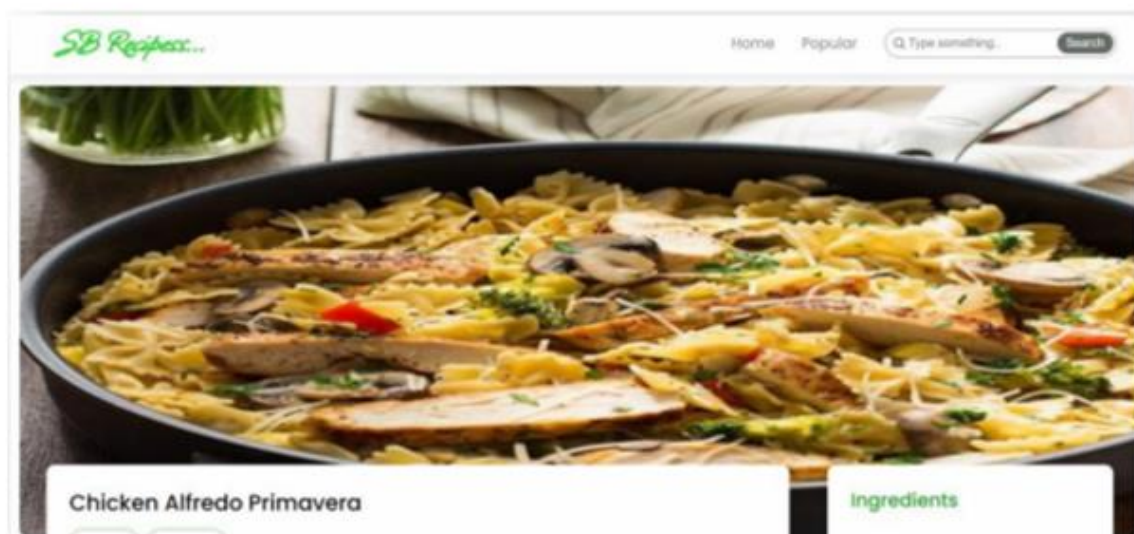 SB Recipess...
Home Popular Type something.. Search
Chicken Alfredo Primavera
Ingredients